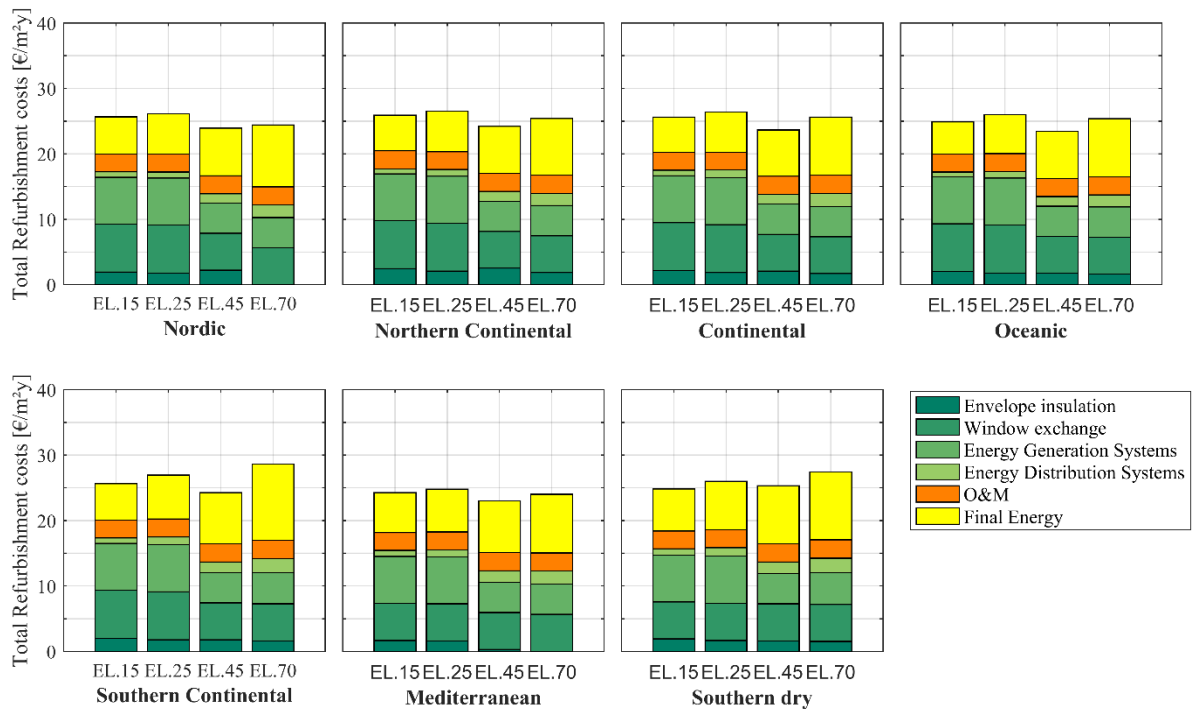 Total Refurbishment costs [€/m²y]
40
30
20
10
0
EL.15 EL.25 EL.45 EL.70
Nordic
EL.15 EL.25 EL.45 EL.70
Northern Continental
EL.15 EL.25 EL.45 EL.70
Continental
EL.15 EL.25 EL.45 EL.70
Oceanic
Total Refurbishment costs [€/m²y]
40
30
20
10
0
EL.15 EL.25 EL.45 EL.70
Southern Continental
EL.15 EL.25 EL.45 EL.70
Mediterranean
EL.15 EL.25 EL.45 EL.70
Southern dry
Envelope insulation
Window exchange
Energy Generation Systems
Energy Distribution Systems
O&M
Final Energy